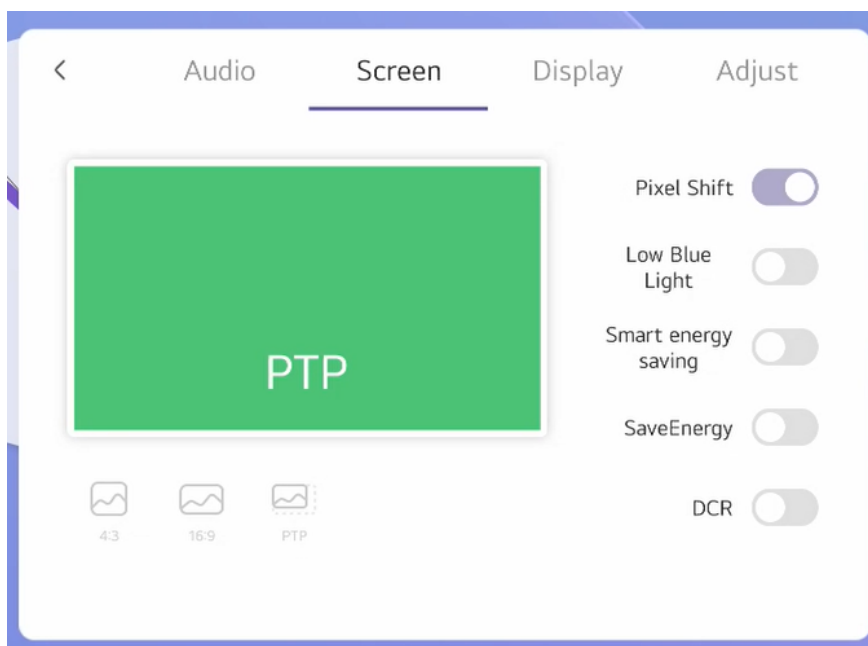 Audio Screen Display Adjust
Pixel Shift
Low Blue
Light
Smart energy
saving
PTP
SaveEnergy
DCR
4:3 16:9 PTP